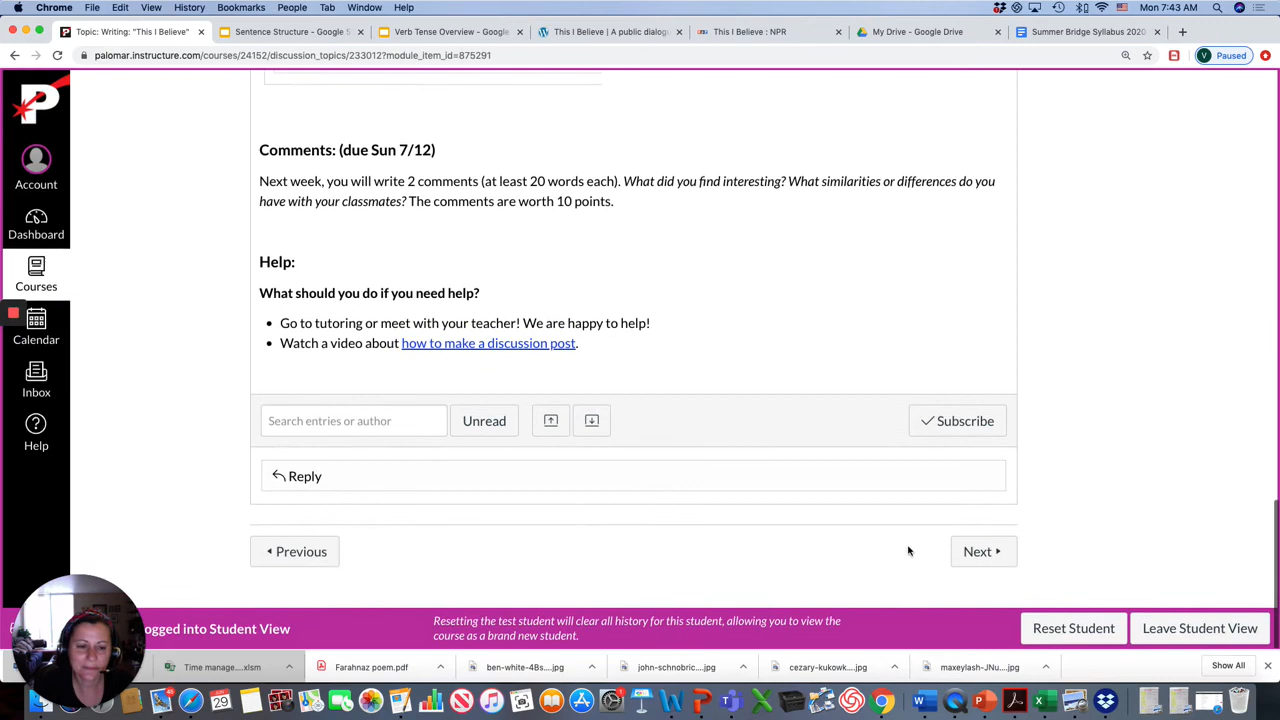 Chrome File Edit View History Bookmarks People Tab Window Help Mon 7:43 AM
Topic: Writing: "This I Believe" Sentence Structure - Google S Verb Tense Overview - Google This I Believe | A public dialogu This I Believe : NPR My Drive - Google Drive Summer Bridge Syllabus 2020
palomar.instructure.com/courses/24152/discussion_topics/233012?module_item_id=875291 V Paused
P
Account
Dashboard
Courses
Calendar
Inbox
Help
Comments: (due Sun 7/12)
Next week, you will write 2 comments (at least 20 words each). What did you find interesting? What similarities or differences do you
have with your classmates? The comments are worth 10 points.
Help:
What should you do if you need help?
Go to tutoring or meet with your teacher! We are happy to help!
Watch a video about how to make a discussion post.
Search entries or author Unread Subscribe
Reply
Previous Next
ogged into Student View
Resetting the test student will clear all history for this student, allowing you to view the
course as a brand new student.
Reset Student Leave Student View
Time manage....xlsm Farahnaz poem.pdf ben-white-4Bs....jpg john-schnobric....jpg cezary-kukowk....jpg maxeylash-JNu....jpg Show All